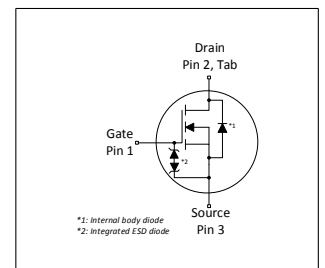 Drain
Pin 2, Tab
*1
Gate
Pin 1
*2
Source
Pin 3
*1: Internal body diode
*2: Integrated ESD diode